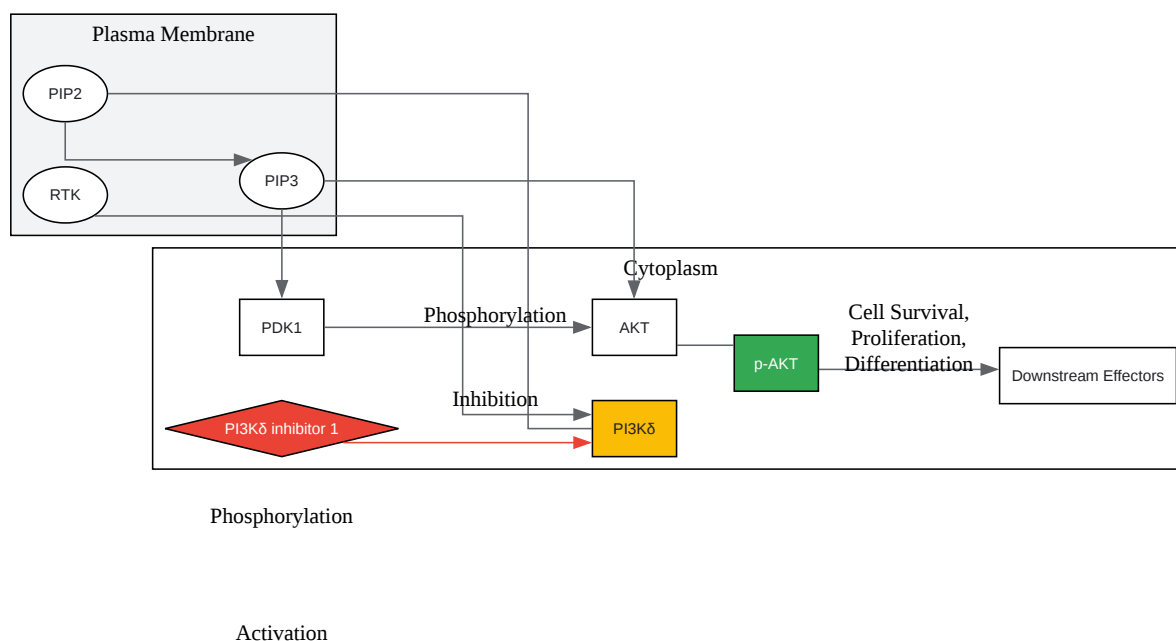 Plasma Membrane
PIP2
PIP3
RTK
Cytoplasm
PDK1
Phosphorylation
AKT
Cell Survival,
Proliferation,
Differentiation
p-AKT
Downstream Effectors
Inhibition
PI3Kδ inhibitor 1
PI3Kδ
Phosphorylation
Activation